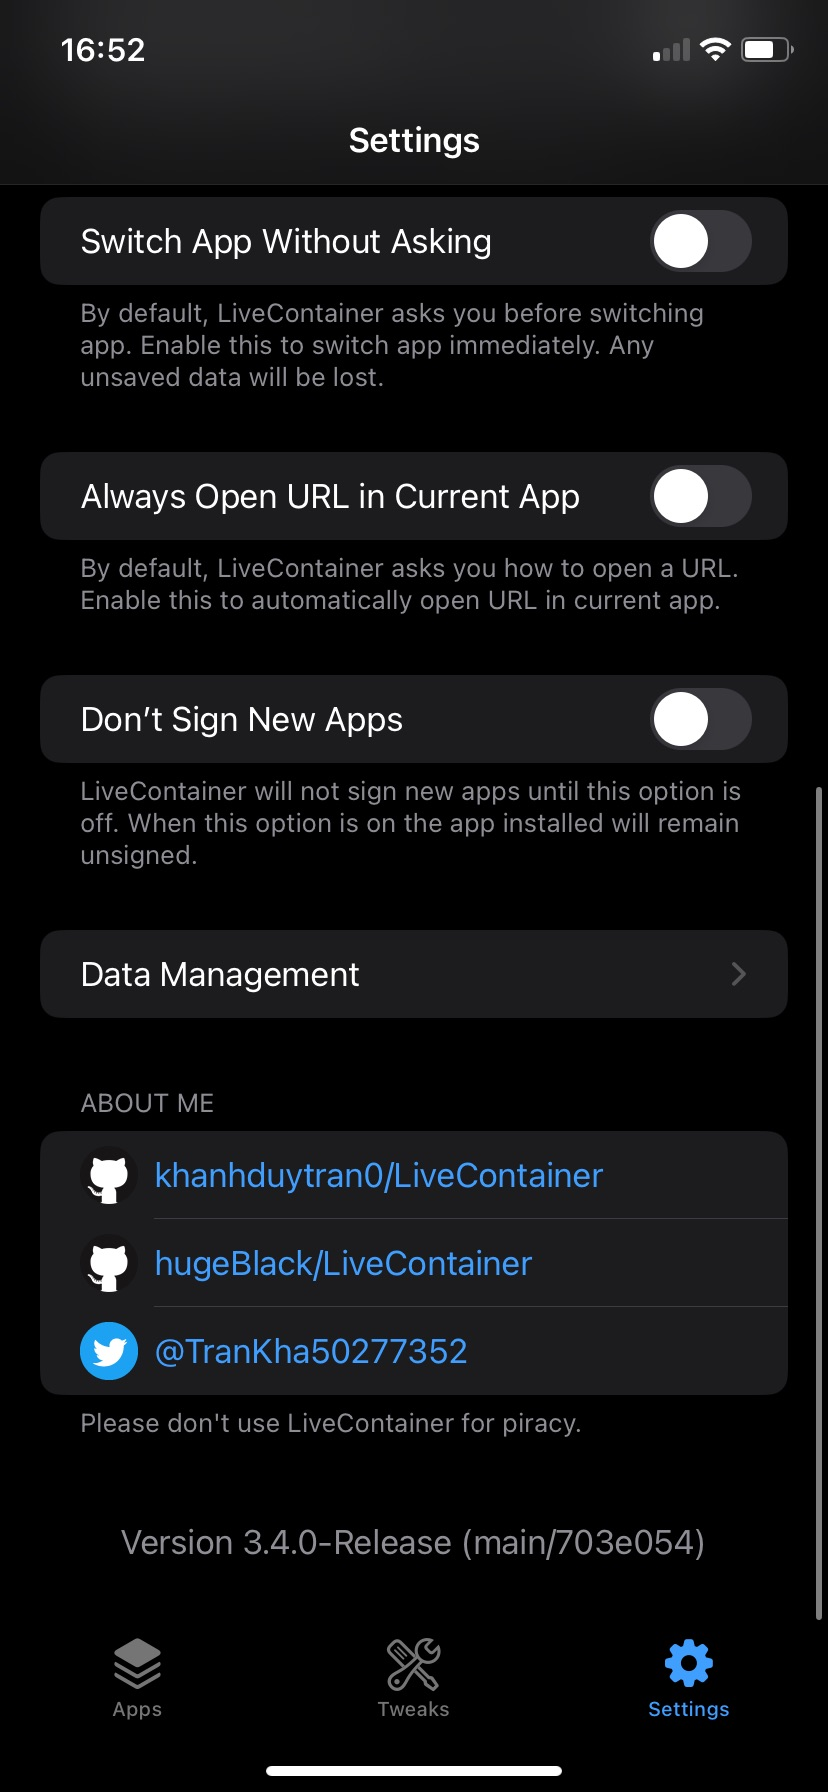 16:52
Settings
Switch App Without Asking
By default, LiveContainer asks you before switching
app. Enable this to switch app immediately. Any
unsaved data will be lost.
Always Open URL in Current App
By default, LiveContainer asks you how to open a URL.
Enable this to automatically open URL in current app.
Don’t Sign New Apps
LiveContainer will not sign new apps until this option is
off. When this option is on the app installed will remain
unsigned.
Data Management
ABOUT ME
khanhduytran0/LiveContainer
hugeBlack/LiveContainer
@TranKha50277352
Please don't use LiveContainer for piracy.
Version 3.4.0-Release (main/703e054)
Apps
Tweaks
Settings